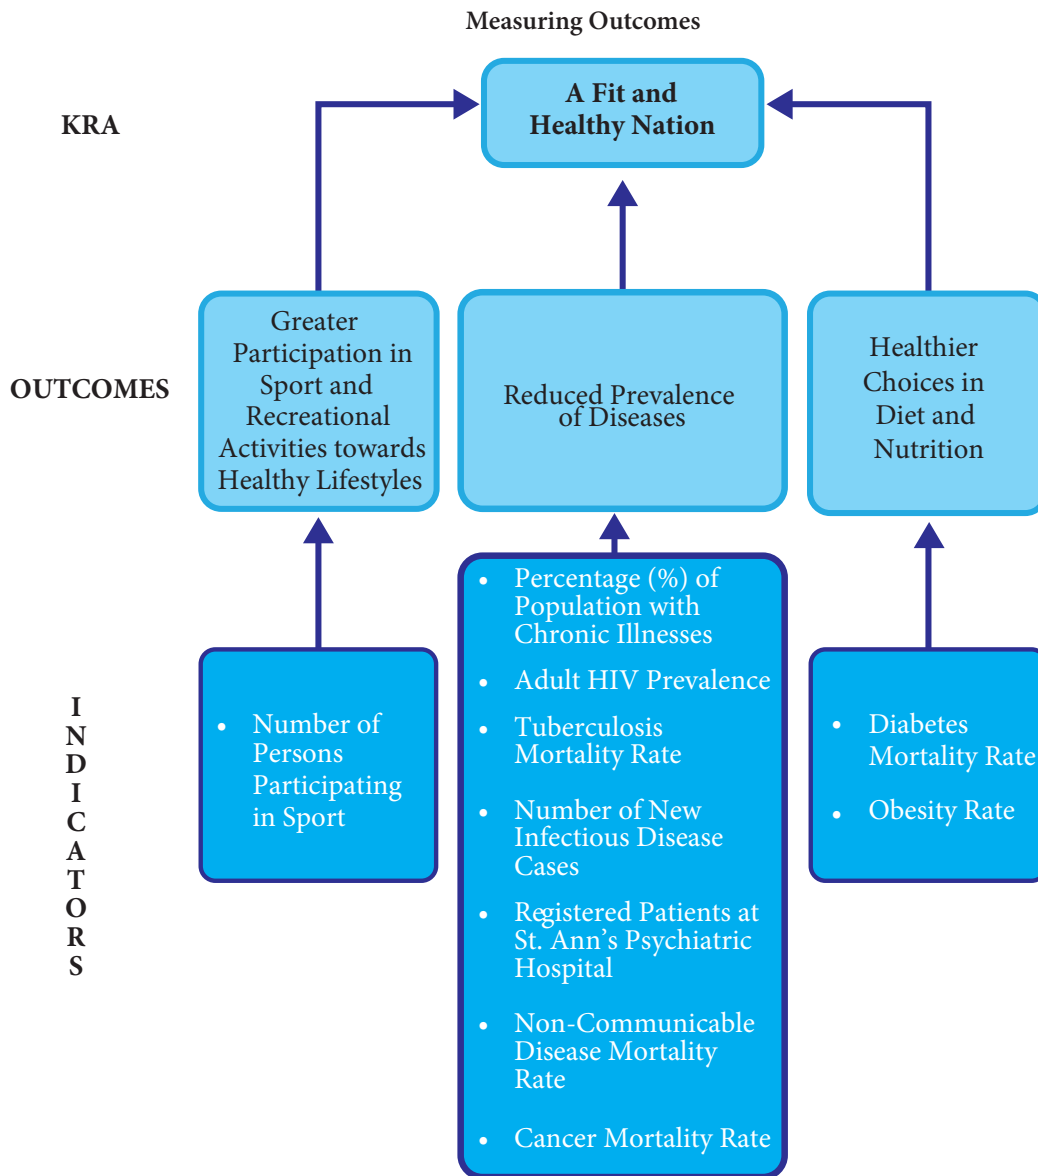 Measuring Outcomes
KRA
A Fit and
Healthy Nation
OUTCOMES
Greater
Participation in
Sport and
Recreational
Activities towards
Healthy Lifestyles
Reduced Prevalence
of Diseases
Healthier
Choices in
Diet and
Nutrition
I
N
D
I
C
A
T
O
R
S
• Number of
Persons
Participating
in Sport
• Percentage (%) of
Population with
Chronic Illnesses
• Adult HIV Prevalence
• Tuberculosis
Mortality Rate
• Number of New
Infectious Disease
Cases
• Registered Patients at
St. Ann's Psychiatric
Hospital
• Non-Communicable
Disease Mortality
Rate
• Cancer Mortality Rate
• Diabetes
Mortality Rate
• Obesity Rate